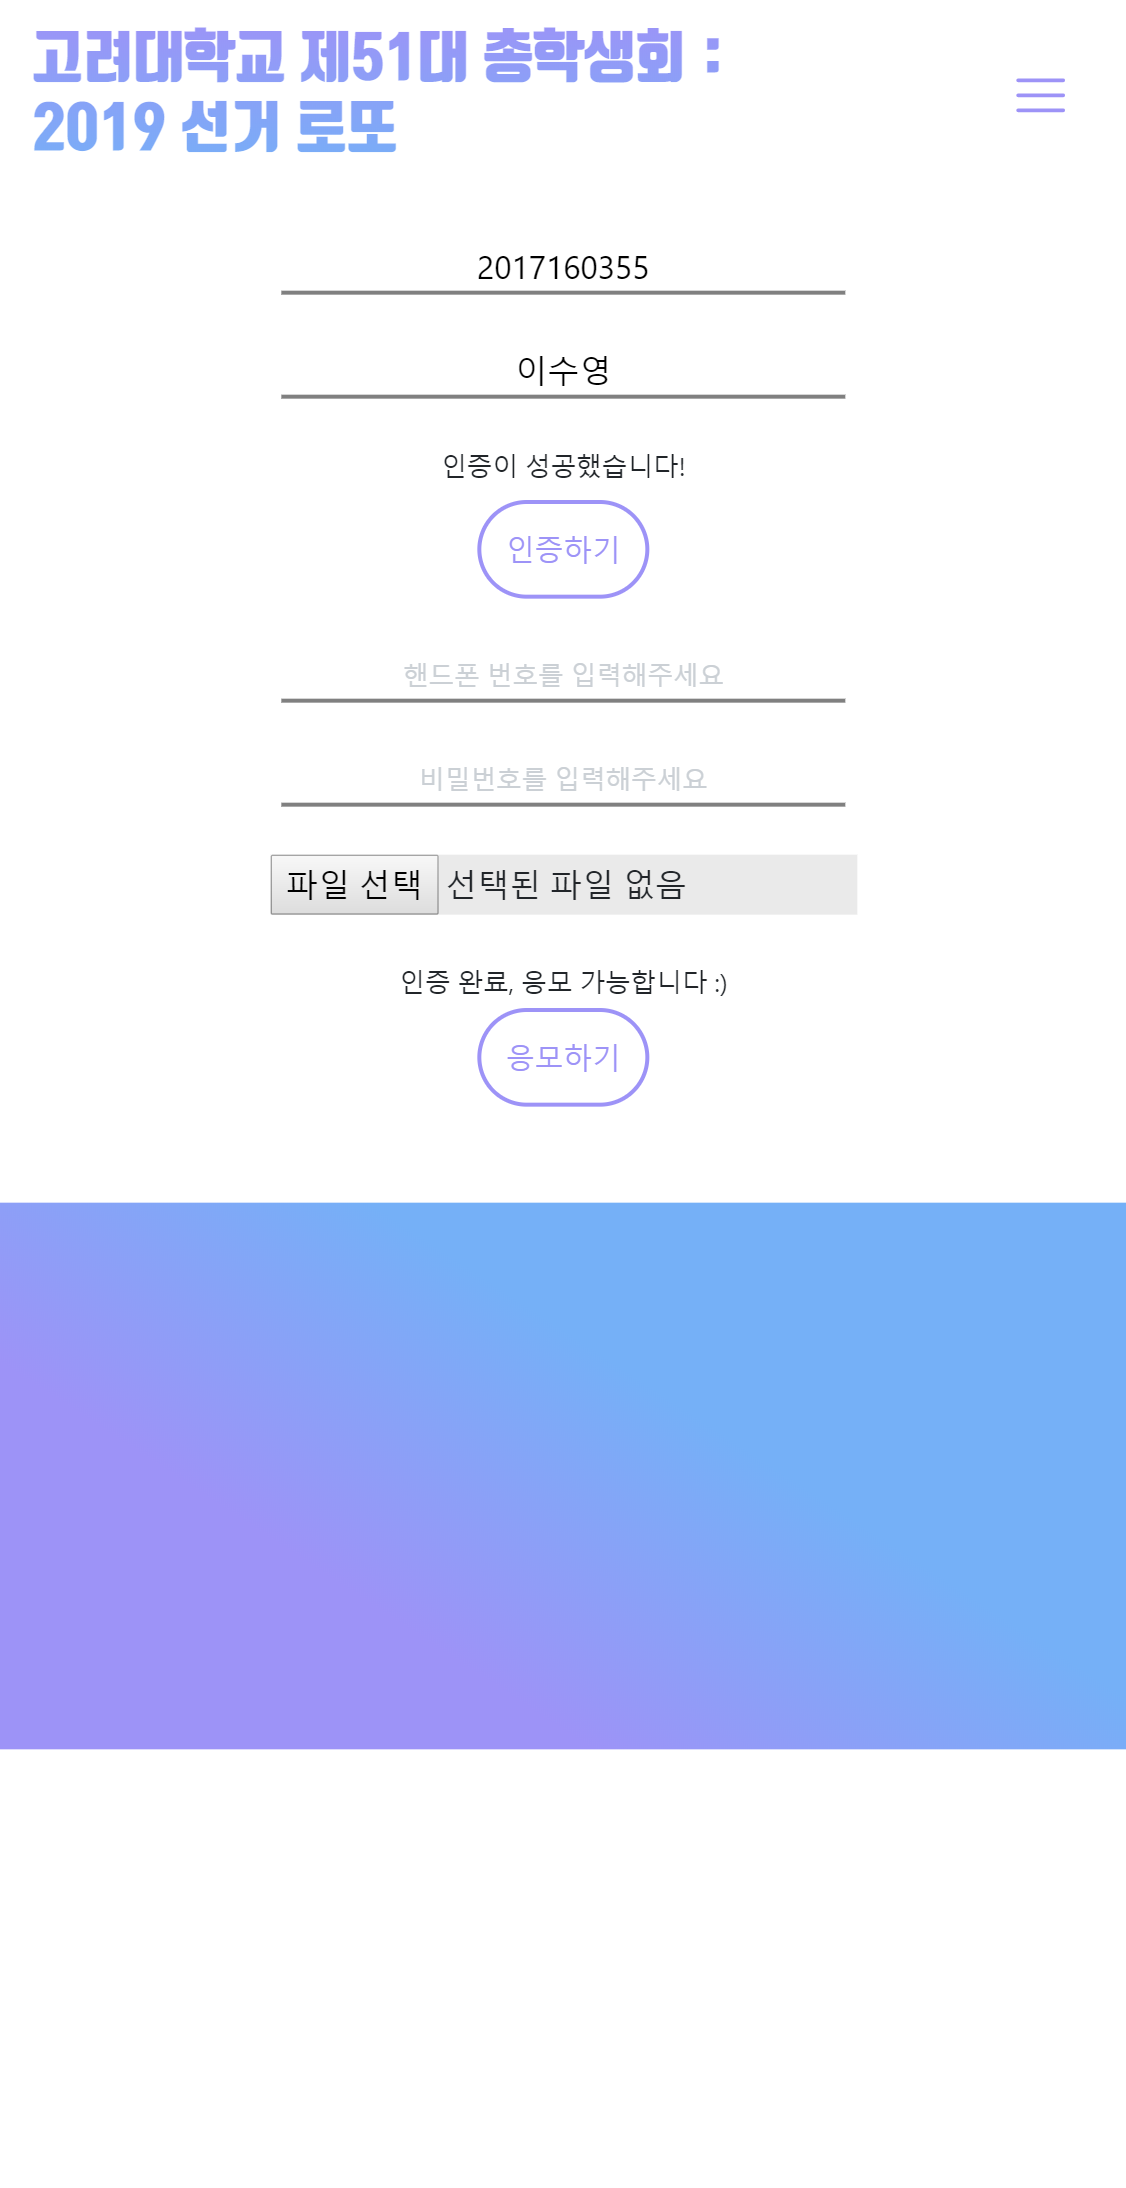 고려대학교 제51대 총학생회 :
2019 선거 로또
2017160355
이수영
인증이 성공했습니다!
인증하기
핸드폰 번호를 입력해주세요
비밀번호를 입력해주세요
파일 선택 선택된 파일 없음
인증 완료, 응모 가능합니다 :)
응모하기